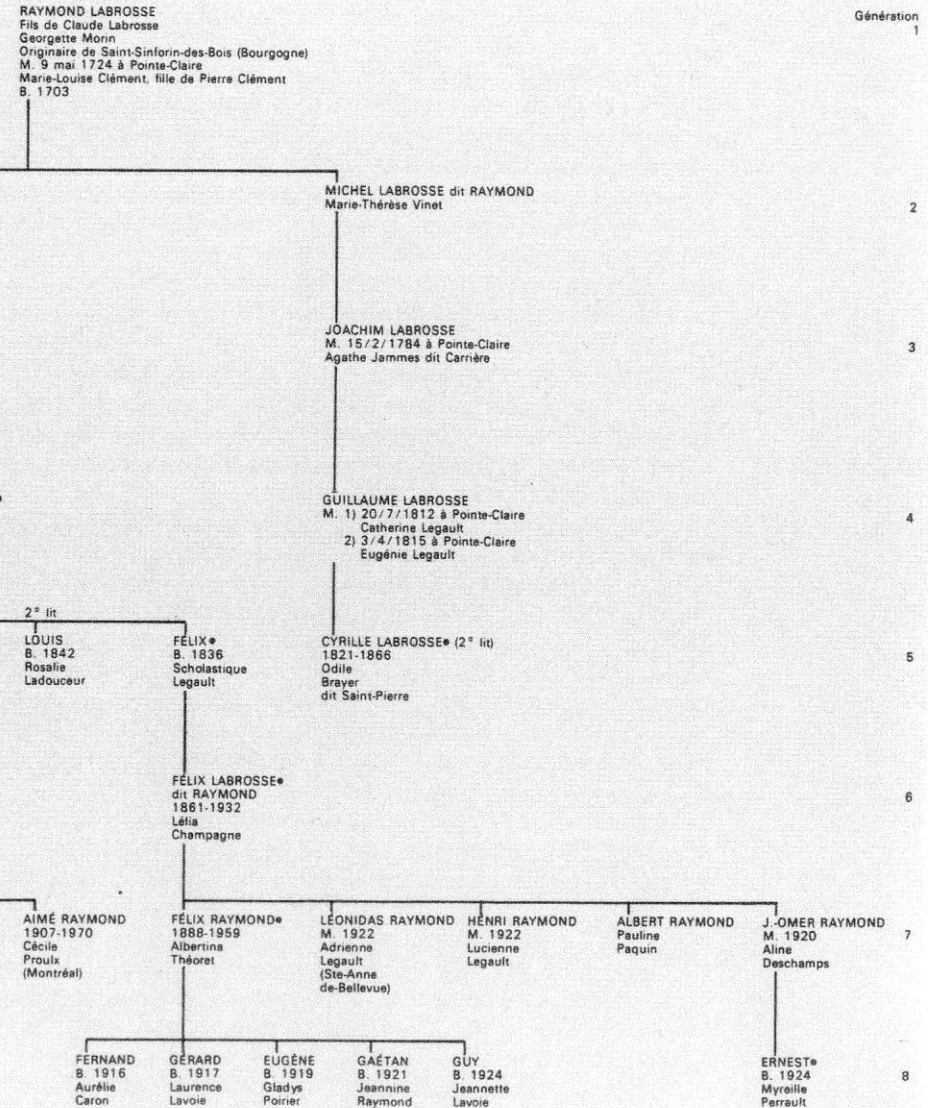 RAYMOND LABROSSE
Fils de Claude Labrosse
Georgette Morin
Originaire de Saint-Sinforin-des-Bois (Bourgogne)
M. 9 mai 1724 à Pointe-Claire
Marie-Louise Clément, fille de Pierre Clément
B. 1703
Génération
1
MICHEL LABROSSE dit RAYMOND
Marie-Thérèse Vinet
2
JOACHIM LABROSSE
M. 15/2/1784 à Pointe-Claire
Agathe Jammes dit Carrière
3
GUILLAUME LABROSSE
M. 1) 20/7/1812 à Pointe-Claire
Catherine Legault
2) 3/4/1815 à Pointe-Claire
Eugénie Legault
4
2° lit
LOUIS
B. 1842
Rosalie
Ladouceur
FÉLIX●
B. 1836
Scholastique
Legault
CYRILLE LABROSSE● (2° lit)
1821-1866
Odile
Brayer
dit Saint-Pierre
5
FÉLIX LABROSSE●
dit RAYMOND
1861-1932
Lélia
Champagne
6
AIMÉ RAYMOND
1907-1970
Cécile
Proulx
(Montréal)
FÉLIX RAYMOND●
1888-1959
Albertina
Théoret
LÉONIDAS RAYMOND
M. 1922
Adrienne
Legault
(Ste-Anne
de-Bellevue)
HENRI RAYMOND
M. 1922
Lucienne
Legault
ALBERT RAYMOND
Pauline
Paquin
J.-OMER RAYMOND
M. 1920
Aline
Deschamps
7
FERNAND
B. 1916
Aurélie
Caron
GÉRARD
B. 1917
Laurence
Lavoie
EUGÈNE
B. 1919
Gladys
Poirier
GAÉTAN
B. 1921
Jeannine
Raymond
GUY
B. 1924
Jeannette
Lavoie
ERNEST●
B. 1924
Myreille
Perrault
8